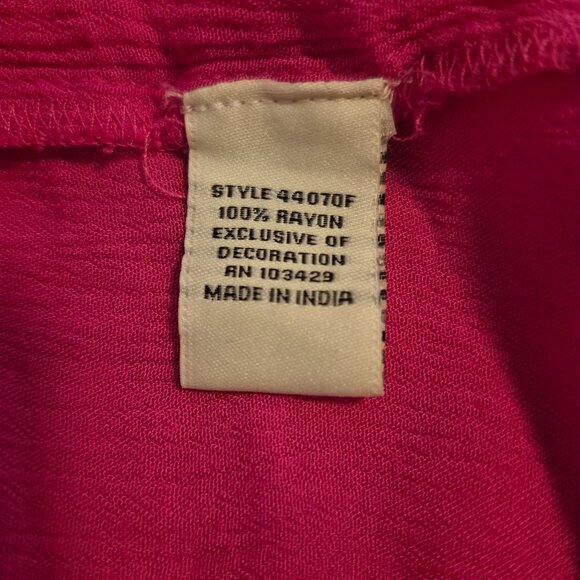 STYLE 44070F
100% RAYON
EXCLUSIVE OF
DECORATION
RN 103429
MADE IN INDIA